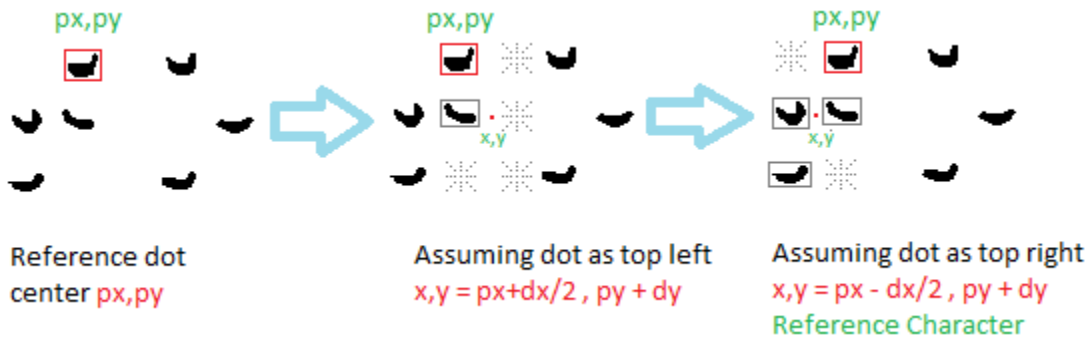 px,py
px,py
px,py
x,y
x,y
Reference dot
center px,py
Assuming dot as top left
x,y = px+dx/2 , py + dy
Assuming dot as top right
x,y = px - dx/2 , py + dy
Reference Character